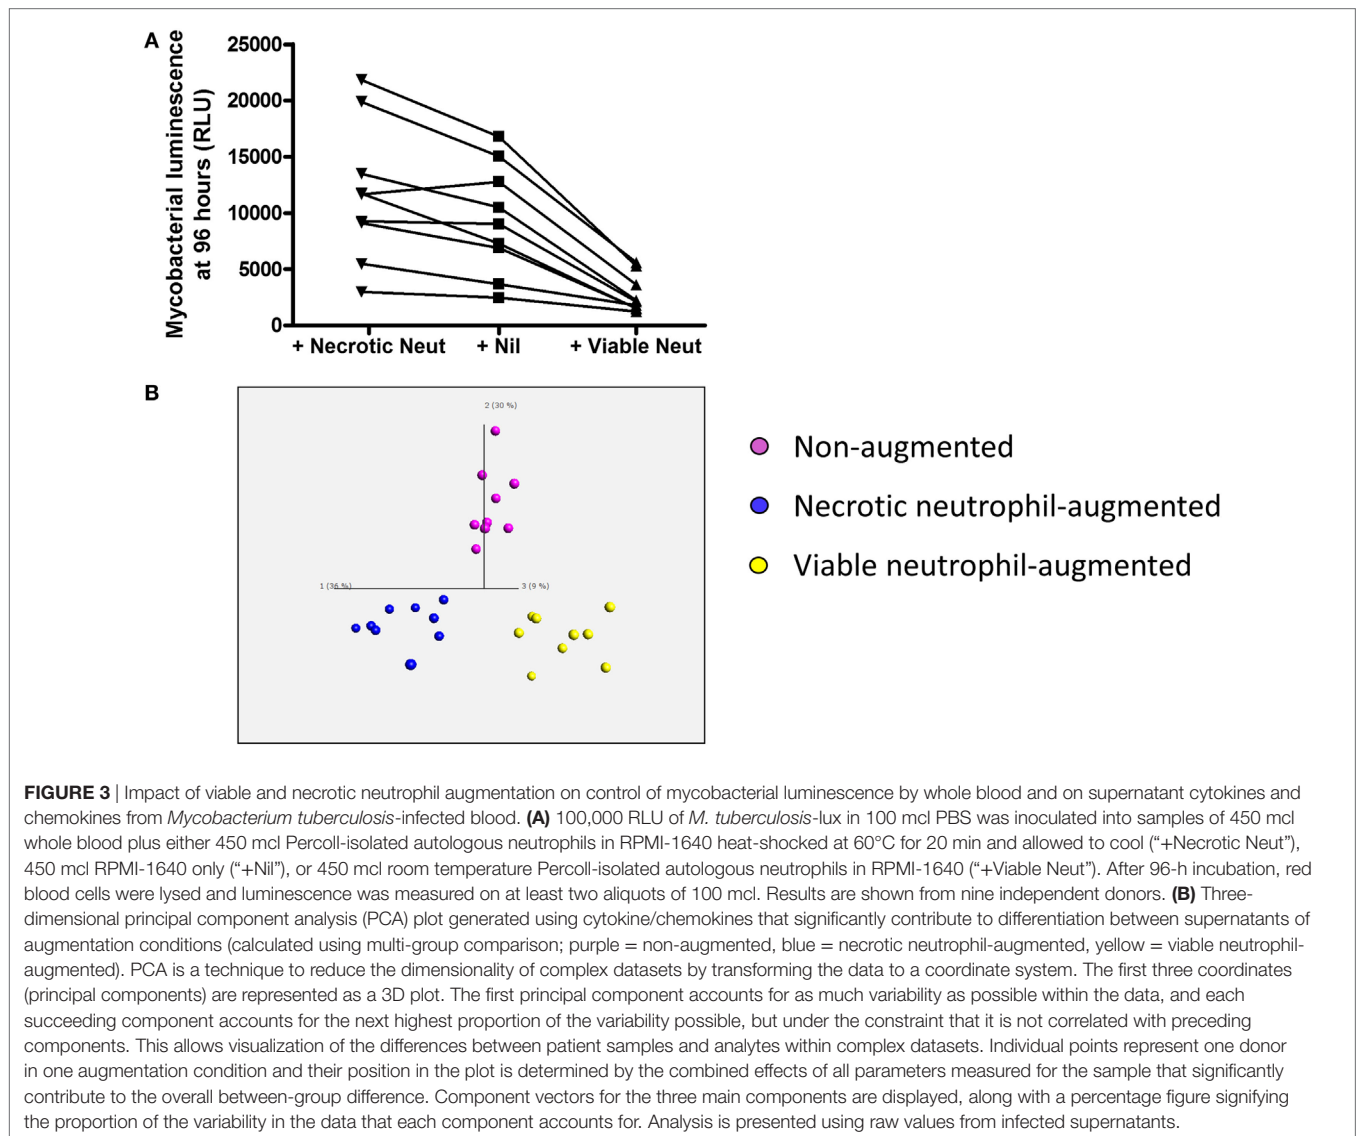 A
Mycobacterial luminescence
at 96 hours (RLU)
25000
20000
15000
10000
5000
0
+ Necrotic Neut + Nil + Viable Neut
B
2 (30 %)
1 (36 %)
3 (9 %)
Non-augmented
Necrotic neutrophil-augmented
Viable neutrophil-augmented
FIGURE 3 | Impact of viable and necrotic neutrophil augmentation on control of mycobacterial luminescence by whole blood and on supernatant cytokines and
chemokines from Mycobacterium tuberculosis-infected blood. (A) 100,000 RLU of M. tuberculosis-lux in 100 mcl PBS was inoculated into samples of 450 mcl
whole blood plus either 450 mcl Percoll-isolated autologous neutrophils in RPMI-1640 heat-shocked at 60°C for 20 min and allowed to cool (“+Necrotic Neut”),
450 mcl RPMI-1640 only (“+Nil”), or 450 mcl room temperature Percoll-isolated autologous neutrophils in RPMI-1640 (“+Viable Neut”). After 96-h incubation, red
blood cells were lysed and luminescence was measured on at least two aliquots of 100 mcl. Results are shown from nine independent donors. (B) Three-
dimensional principal component analysis (PCA) plot generated using cytokine/chemokines that significantly contribute to differentiation between supernatants of
augmentation conditions (calculated using multi-group comparison; purple = non-augmented, blue = necrotic neutrophil-augmented, yellow = viable neutrophil-
augmented). PCA is a technique to reduce the dimensionality of complex datasets by transforming the data to a coordinate system. The first three coordinates
(principal components) are represented as a 3D plot. The first principal component accounts for as much variability as possible within the data, and each
succeeding component accounts for the next highest proportion of the variability possible, but under the constraint that it is not correlated with preceding
components. This allows visualization of the differences between patient samples and analytes within complex datasets. Individual points represent one donor
in one augmentation condition and their position in the plot is determined by the combined effects of all parameters measured for the sample that significantly
contribute to the overall between-group difference. Component vectors for the three main components are displayed, along with a percentage figure signifying
the proportion of the variability in the data that each component accounts for. Analysis is presented using raw values from infected supernatants.